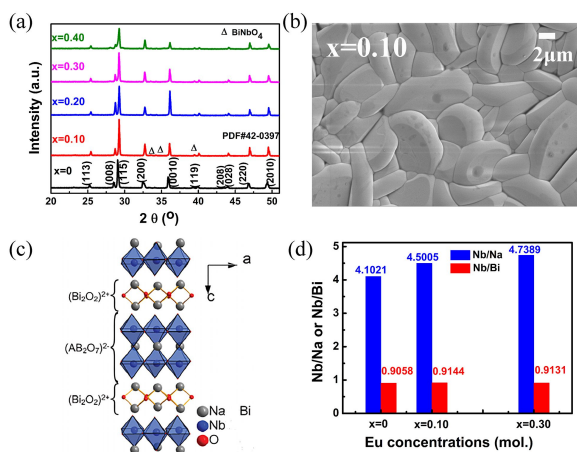 (a)
Intensity (a.u.)
x=0.40
Δ BiNbO₄
x=0.30
x=0.20
PDF#42-0397
x=0.10
Δ Δ Δ
x=0
(113)
(008)
(115)
(200)
(0010)
(119)
(208)
(028)
(220)
(2010)
20 25 30 35 40 45 50
2 θ (O)
(b)
x=0.10
2μm
(c)
a
c
(Bi₂O₂)²⁺
(AB₂O₇)²⁻
(Bi₂O₂)²⁺
Na Bi
Nb
O
(d)
Nb/Na or Nb/Bi
5
4
3
2
1
0
Nb/Na
Nb/Bi
4.1021
4.5005
4.7389
0.9058
0.9144
0.9131
x=0 x=0.10 x=0.30
Eu concentrations (mol.)